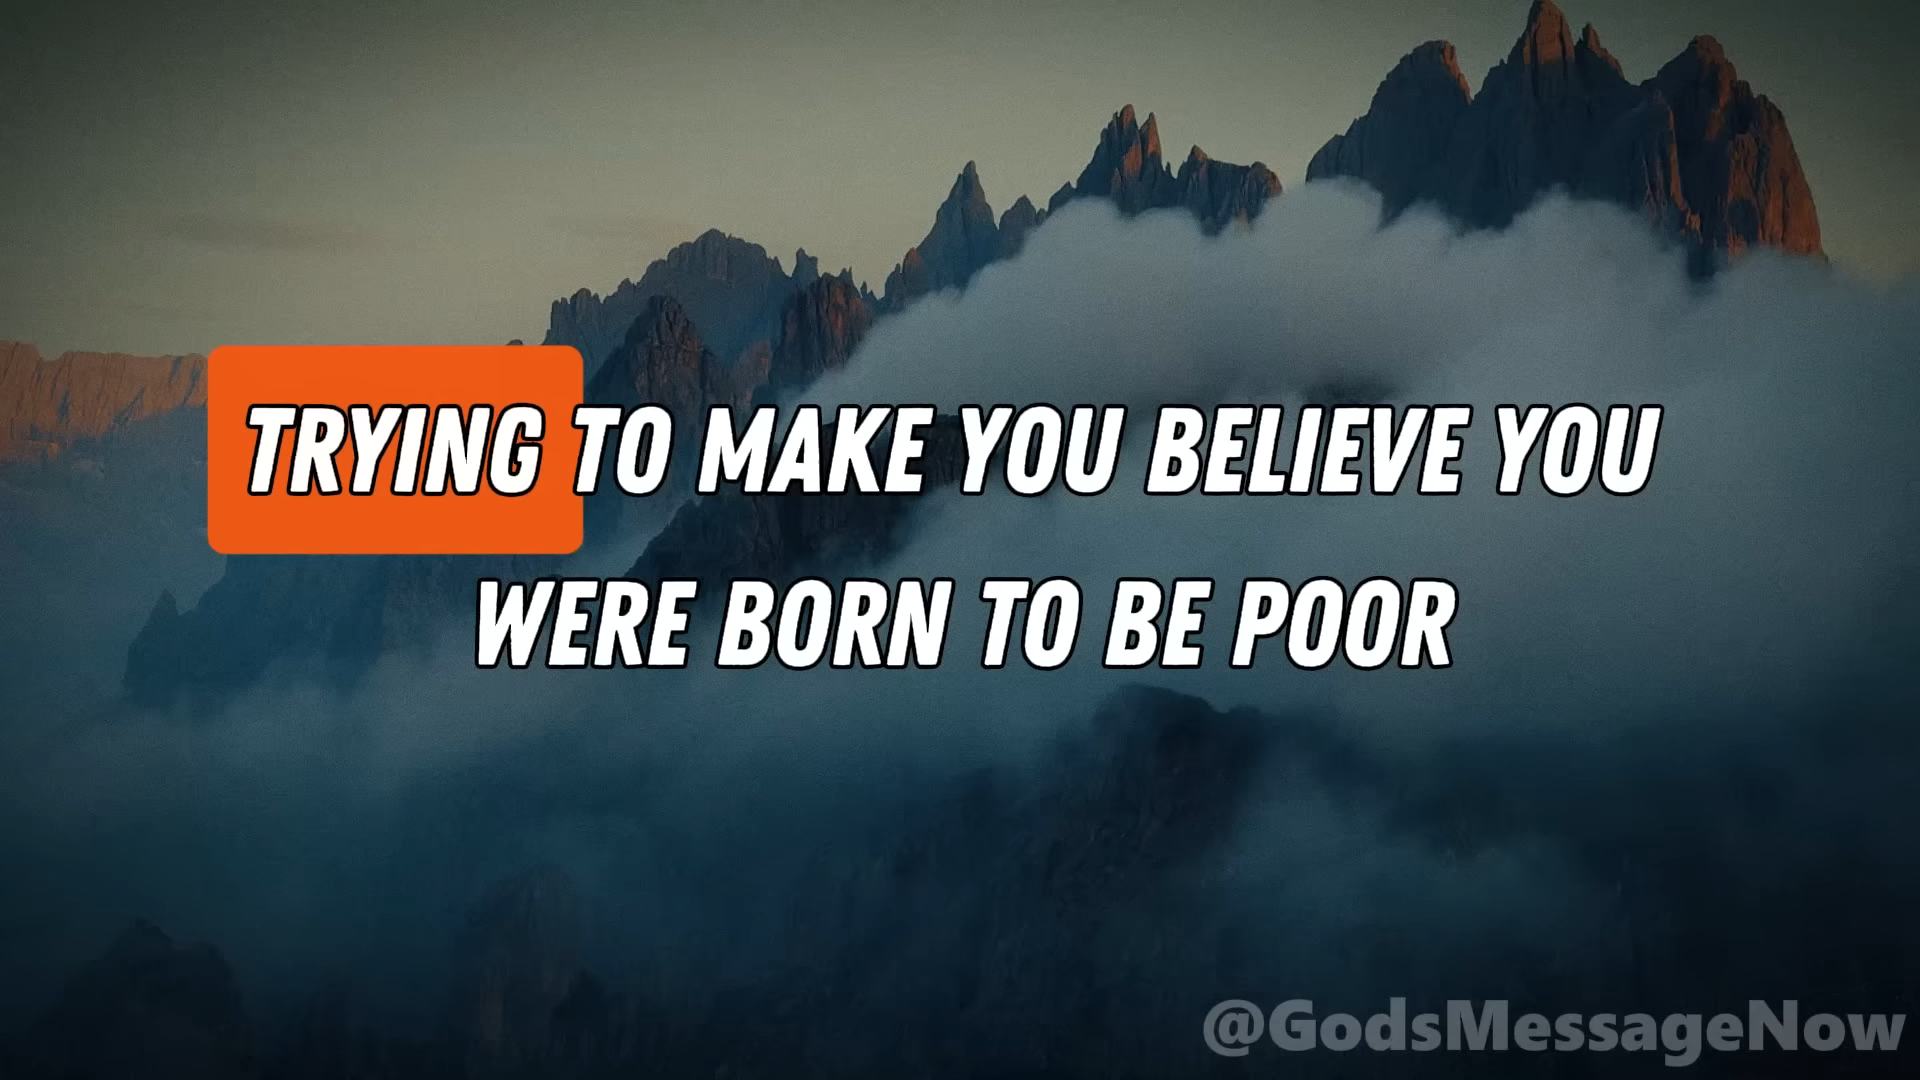 TRYING TO MAKE YOU BELIEVE YOU
WERE BORN TO BE POOR
@GodsMessageNow